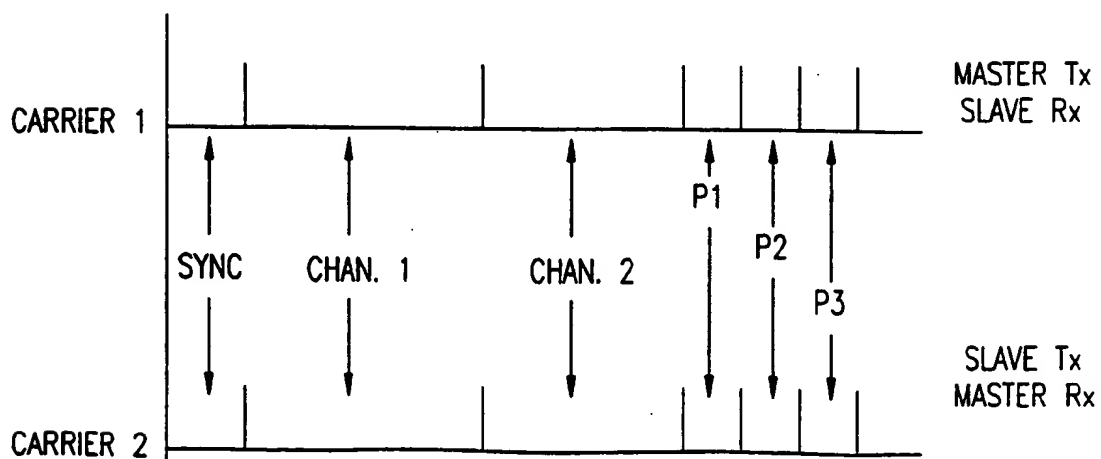 MASTER Tx
SLAVE Rx
CARRIER 1
P1
P2
SYNC
CHAN. 1
CHAN. 2
P3
SLAVE Tx
MASTER Rx
CARRIER 2